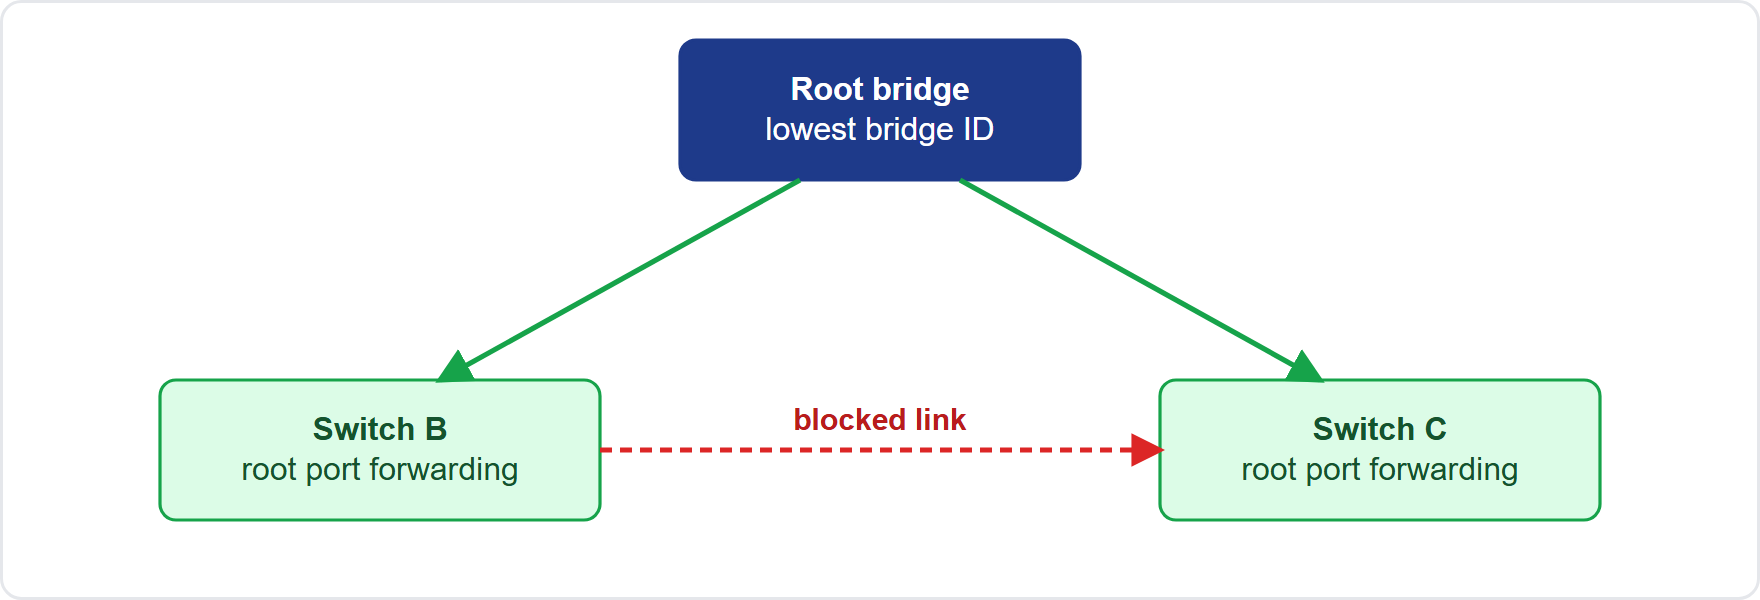 Root bridge
lowest bridge ID
blocked link
Switch B
root port forwarding
Switch C
root port forwarding